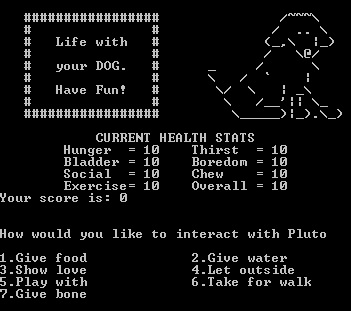 Life with
your DOG.
Have Fun!
CURRENT HEALTH STATS
Hunger = 10 Thirst = 10
Bladder = 10 Boredom = 10
Social = 10 Chew = 10
Exercise= 10 Overall = 10
Your score is: 0
How would you like to interact with Pluto
1.Give food 2.Give water
3.Show love 4.Let outside
5.Play with 6.Take for walk
7.Give bone